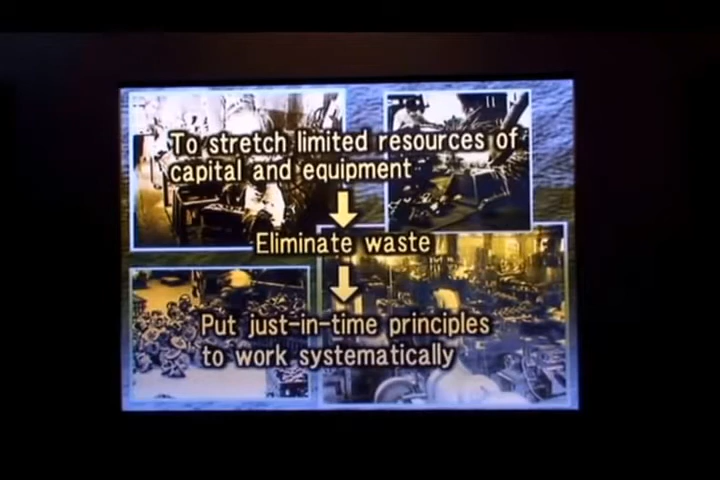 To stretch limited resources of
capital and equipment
Eliminate waste
Put just-in-time principles
to work systematically